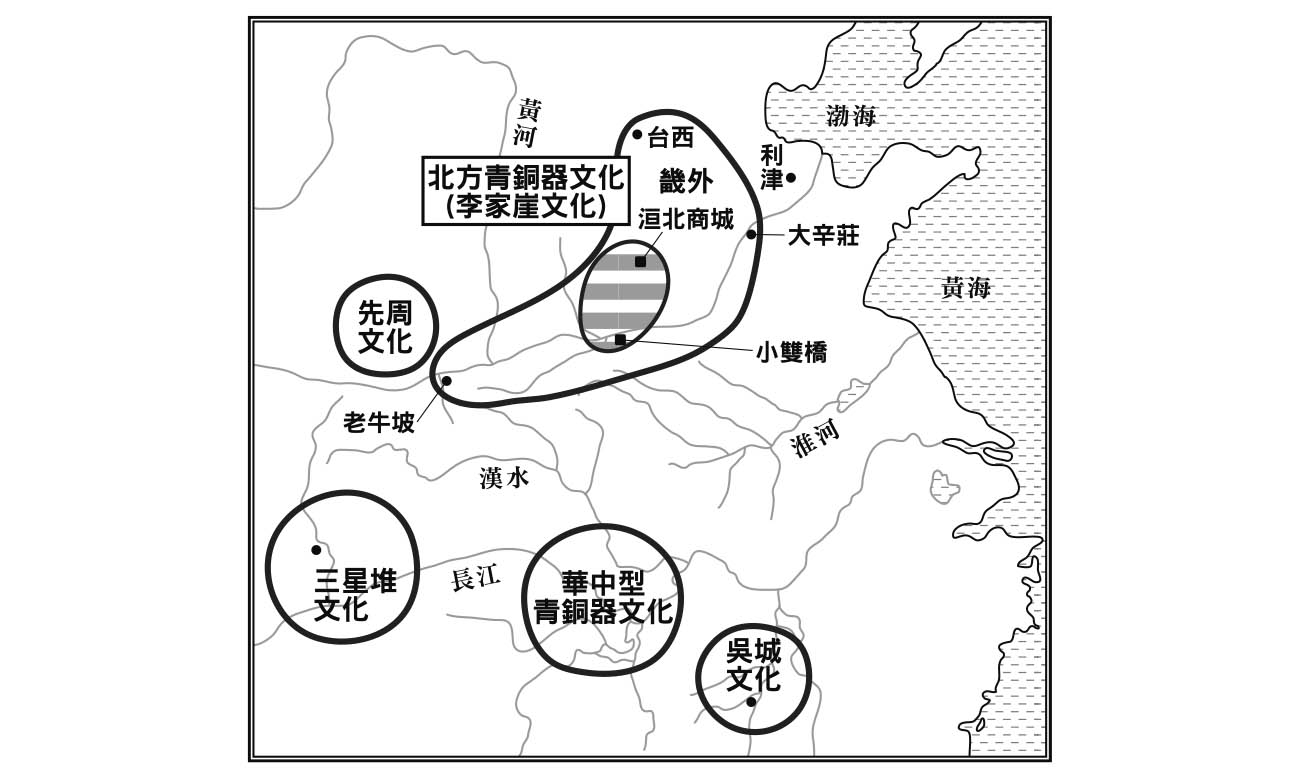 黃
河
渤海
台西
利
津
北方青銅器文化
(李家崖文化)
畿外
洹北商城
大辛莊
黃海
先周
文化
小雙橋
老牛坡
淮河
漢水
三星堆
文化
長江
華中型
青銅器文化
吳城
文化